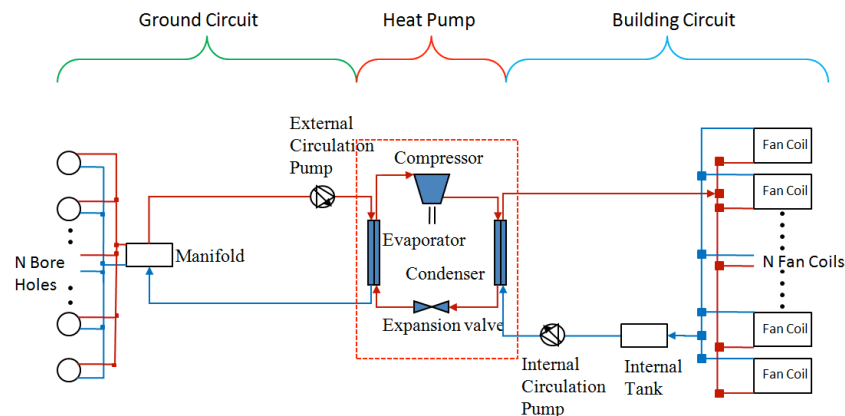 Ground Circuit
Heat Pump
Building Circuit
External
Circulation
Pump
Compressor
Fan Coil
Fan Coil
Evaporator
Manifold
N Bore
Holes
Condenser
N Fan Coils
Expansion valve
Fan Coil
Internal
Circulation
Pump
Internal
Tank
Fan Coil